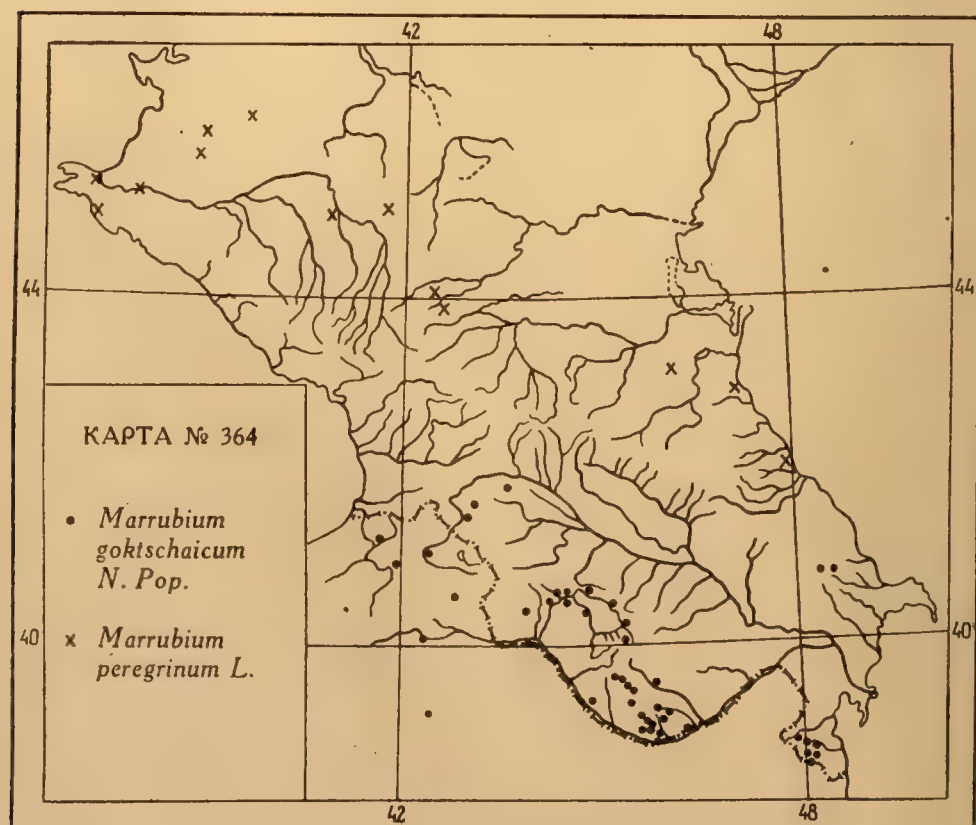 42 48
44 44
КАРТА № 364
• Marrubium
goktschaicum
N. Pop.
× Marrubium
peregrinum L.
40 40
42 48